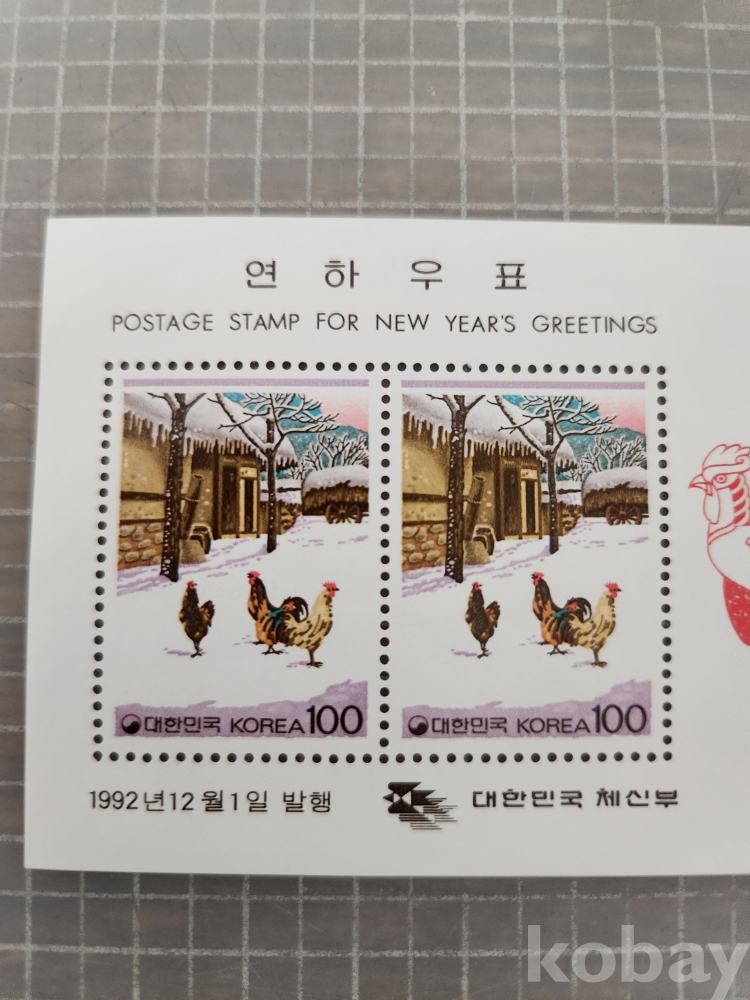 연하우표
POSTAGE STAMP FOR NEW YEAR'S GREETINGS
대한민국 KOREA 100
대한민국 KOREA 100
1992년 12월 1일 발행
대한민국 체신부
kobay